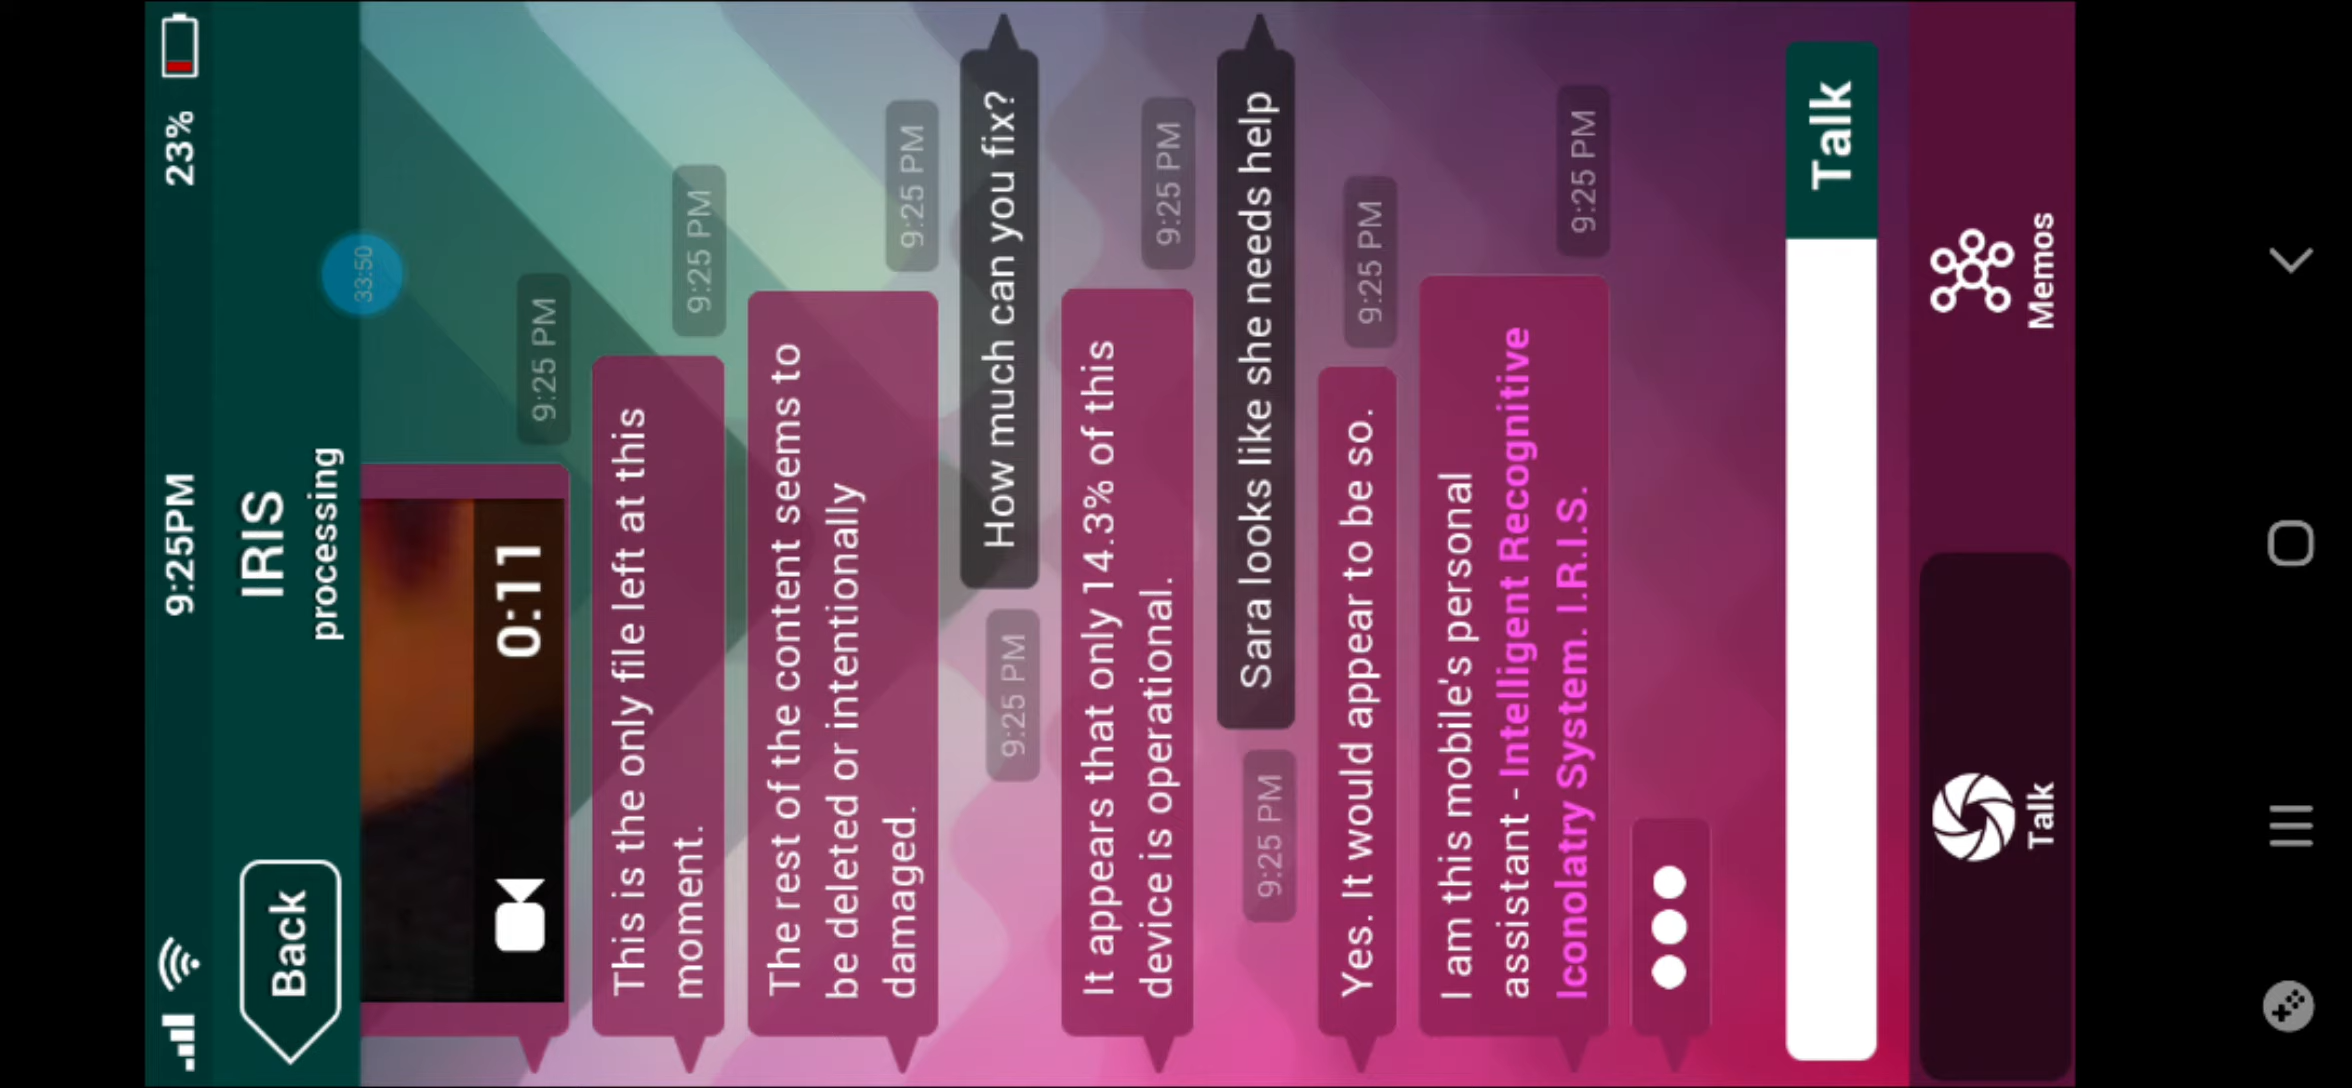 9:25PM
23%
Back
IRIS
processing
33:50
0:11
9:25 PM
This is the only file left at this
moment.
9:25 PM
The rest of the content seems to
be deleted or intentionally
damaged.
9:25 PM
How much can you fix?
9:25 PM
It appears that only 14.3% of this
device is operational.
9:25 PM
Sara looks like she needs help
9:25 PM
Yes. It would appear to be so.
9:25 PM
I am this mobile's personal
assistant - Intelligent Recognitive
Iconolatry System. I.R.I.S.
9:25 PM
Talk
Talk
Memos